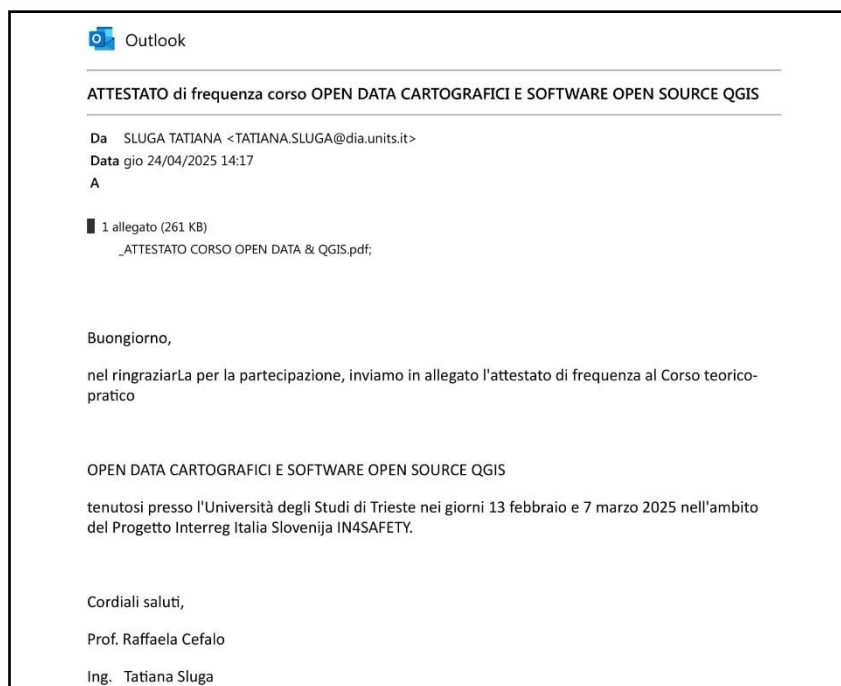 Outlook
ATTESTATO di frequenza corso OPEN DATA CARTOGRAFICI E SOFTWARE OPEN SOURCE QGIS
Da SLUGA TATIANA <TATIANA.SLUGA@dia.units.it>
Data gio 24/04/2025 14:17
A
1 allegato (261 KB)
_ATTESTATO CORSO OPEN DATA & QGIS.pdf;
Buongiorno,
nel ringraziarLa per la partecipazione, inviamo in allegato l'attestato di frequenza al Corso teorico-
pratico
OPEN DATA CARTOGRAFICI E SOFTWARE OPEN SOURCE QGIS
tenutosi presso l'Università degli Studi di Trieste nei giorni 13 febbraio e 7 marzo 2025 nell'ambito
del Progetto Interreg Italia Slovenija IN4SAFETY.
Cordiali saluti,
Prof. Raffaela Cefalo
Ing. Tatiana Sluga